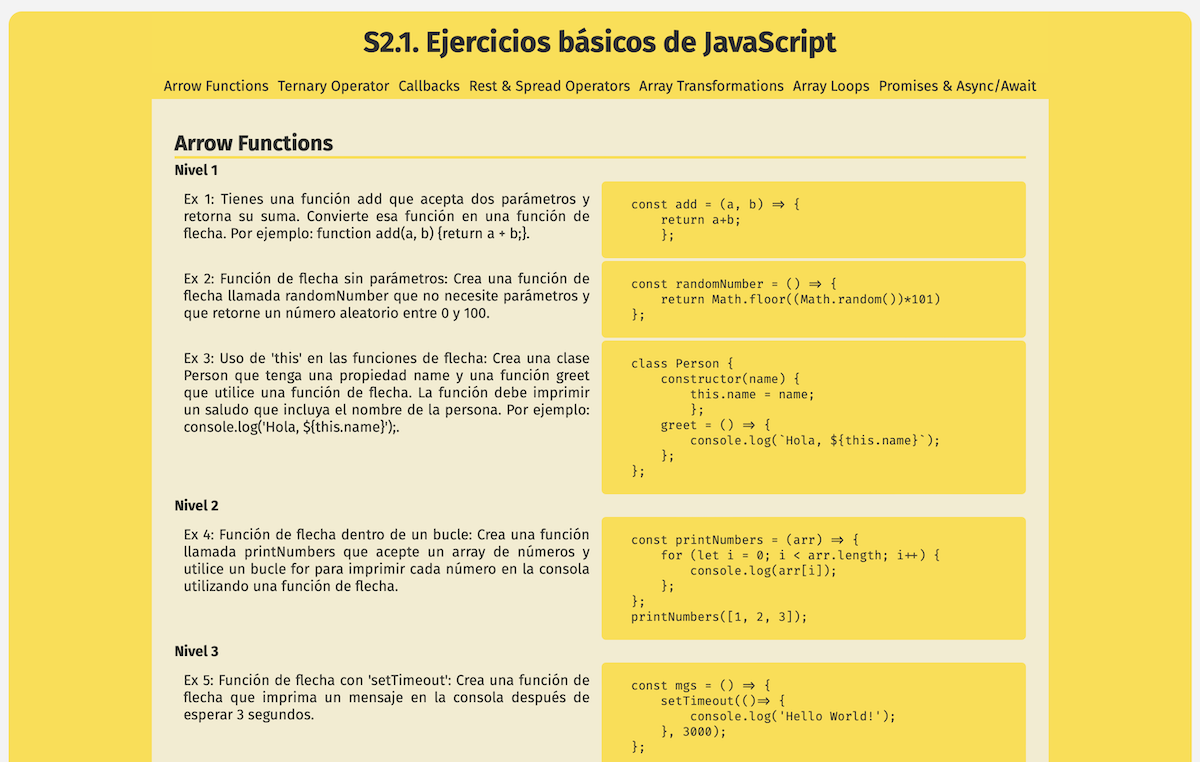 S2.1. Ejercicios básicos de JavaScript
Arrow Functions Ternary Operator Callbacks Rest & Spread Operators Array Transformations Array Loops Promises & Async/Await
Arrow Functions
Nivel 1
Ex 1: Tienes una función add que acepta dos parámetros y
retorna su suma. Convierte esa función en una función de
flecha. Por ejemplo: function add(a, b) {return a + b;}.
const add = (a, b) => {
    return a+b;
    };
Ex 2: Función de flecha sin parámetros: Crea una función de
flecha llamada randomNumber que no necesite parámetros y
que retorne un número aleatorio entre 0 y 100.
const randomNumber = () => {
    return Math.floor((Math.random())*101)
};
Ex 3: Uso de 'this' en las funciones de flecha: Crea una clase
Person que tenga una propiedad name y una función greet
que utilice una función de flecha. La función debe imprimir
un saludo que incluya el nombre de la persona. Por ejemplo:
console.log('Hola, ${this.name}');.
class Person {
    constructor(name) {
        this.name = name;
        };
    greet = () => {
        console.log(`Hola, ${this.name}`);
    };
};
Nivel 2
Ex 4: Función de flecha dentro de un bucle: Crea una función
llamada printNumbers que acepte un array de números y
utilice un bucle for para imprimir cada número en la consola
utilizando una función de flecha.
const printNumbers = (arr) => {
    for (let i = 0; i < arr.length; i++) {
        console.log(arr[i]);
    };
};
printNumbers([1, 2, 3]);
Nivel 3
Ex 5: Función de flecha con 'setTimeout': Crea una función de
flecha que imprima un mensaje en la consola después de
esperar 3 segundos.
const mgs = () => {
    setTimeout(()=> {
        console.log('Hello World!');
    }, 3000);
};